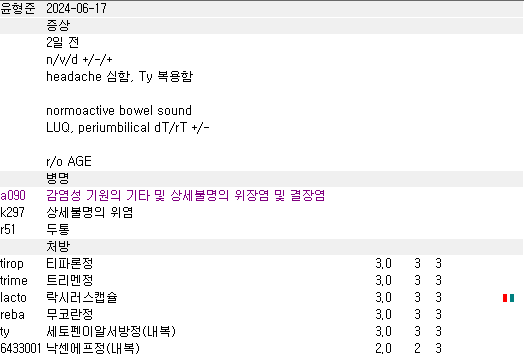 윤형준 2024-06-17
증상
2일 전
n/v/d +/-/+
headache 심함, Ty 복용함
normoactive bowel sound
LUQ, periumbilical dT/rT +/-
r/o AGE
병명
a090 감염성 기원의 기타 및 상세불명의 위장염 및 결장염
k297 상세불명의 위염
r51 두통
처방
tirop 티파론정 3.0 3 3
trime 트리멘정 3.0 3 3
lacto 락시러스캡슐 3.0 3 3
reba 무코란정 3.0 3 3
ty 세토펜이알서방정(내복) 3.0 3 3
6433001 낙센에프정(내복) 2.0 2 3